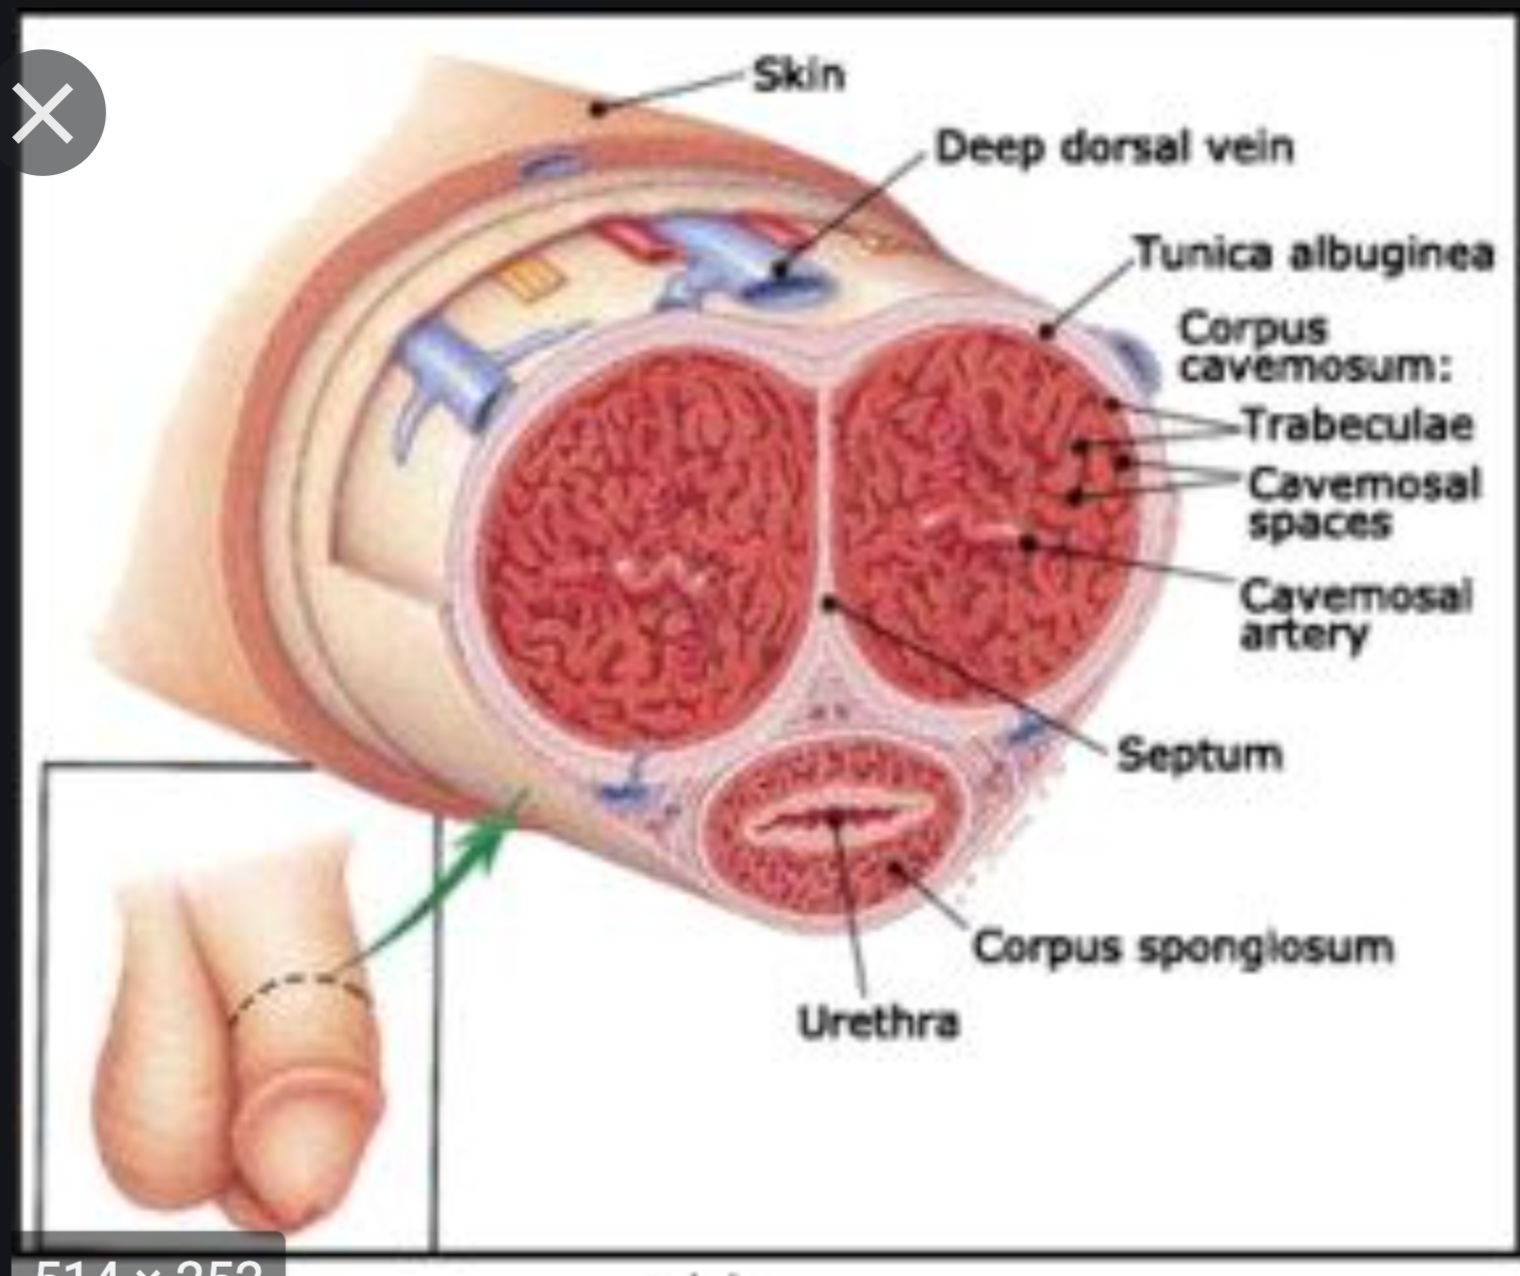 Skin
Deep dorsal vein
Tunica albuginea
Corpus
cavemosum:
Trabeculae
Cavemosal
spaces
Cavemosal
artery
Septum
Corpus spongiosum
Urethra